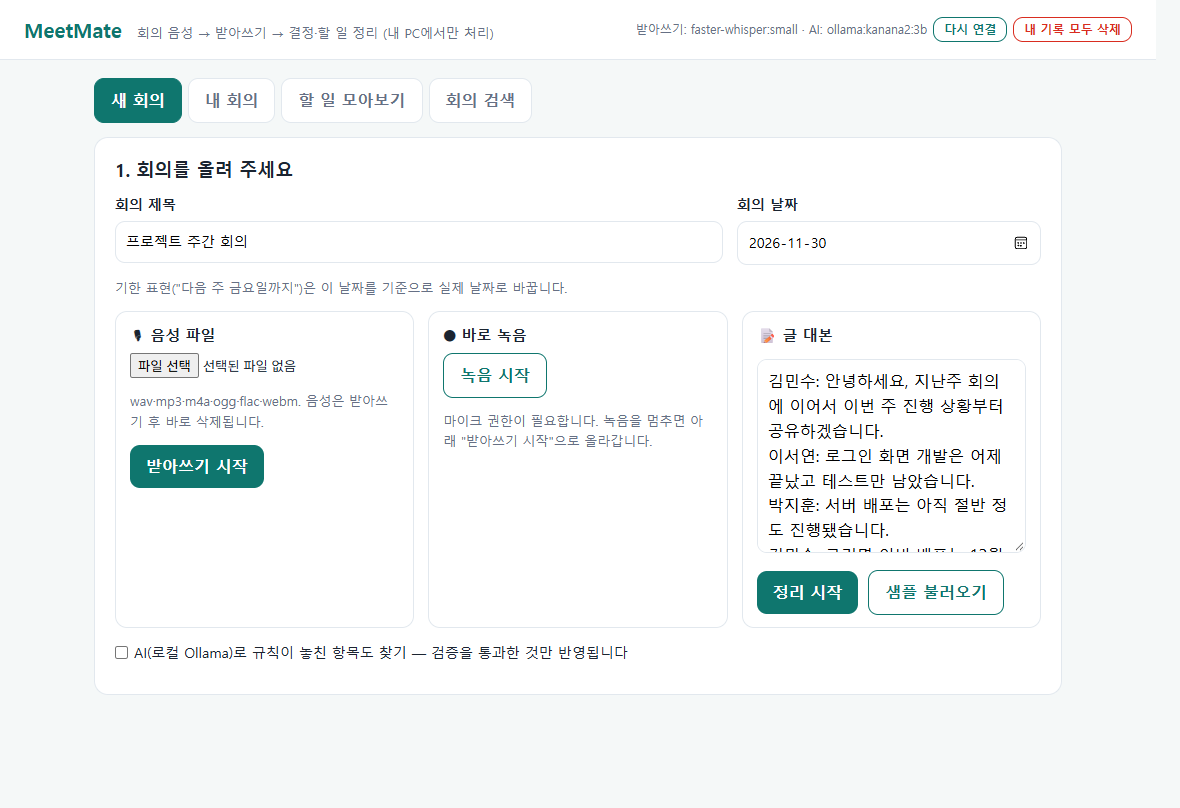 MeetMate 회의 음성 → 받아쓰기 → 결정·할 일 정리 (내 PC에서만 처리)
받아쓰기: faster-whisper:small · AI: ollama:kanana2:3b 다시 연결 내 기록 모두 삭제
새 회의 내 회의 할 일 모아보기 회의 검색
1. 회의를 올려 주세요
회의 제목
프로젝트 주간 회의
회의 날짜
2026-11-30
기한 표현("다음 주 금요일까지")은 이 날짜를 기준으로 실제 날짜로 바꿉니다.
음성 파일
파일 선택 선택된 파일 없음
wav·mp3·m4a·ogg·flac·webm. 음성은 받아쓰
기 후 바로 삭제됩니다.
받아쓰기 시작
바로 녹음
녹음 시작
마이크 권한이 필요합니다. 녹음을 멈추면 아
래 "받아쓰기 시작"으로 올라갑니다.
글 대본
김민수: 안녕하세요, 지난주 회의
에 이어서 이번 주 진행 상황부터
공유하겠습니다.
이서연: 로그인 화면 개발은 어제
끝났고 테스트만 남았습니다.
박지훈: 서버 배포는 아직 절반 정
도 진행됐습니다.
정리 시작 샘플 불러오기
AI(로컬 Ollama)로 규칙이 놓친 항목도 찾기 — 검증을 통과한 것만 반영됩니다